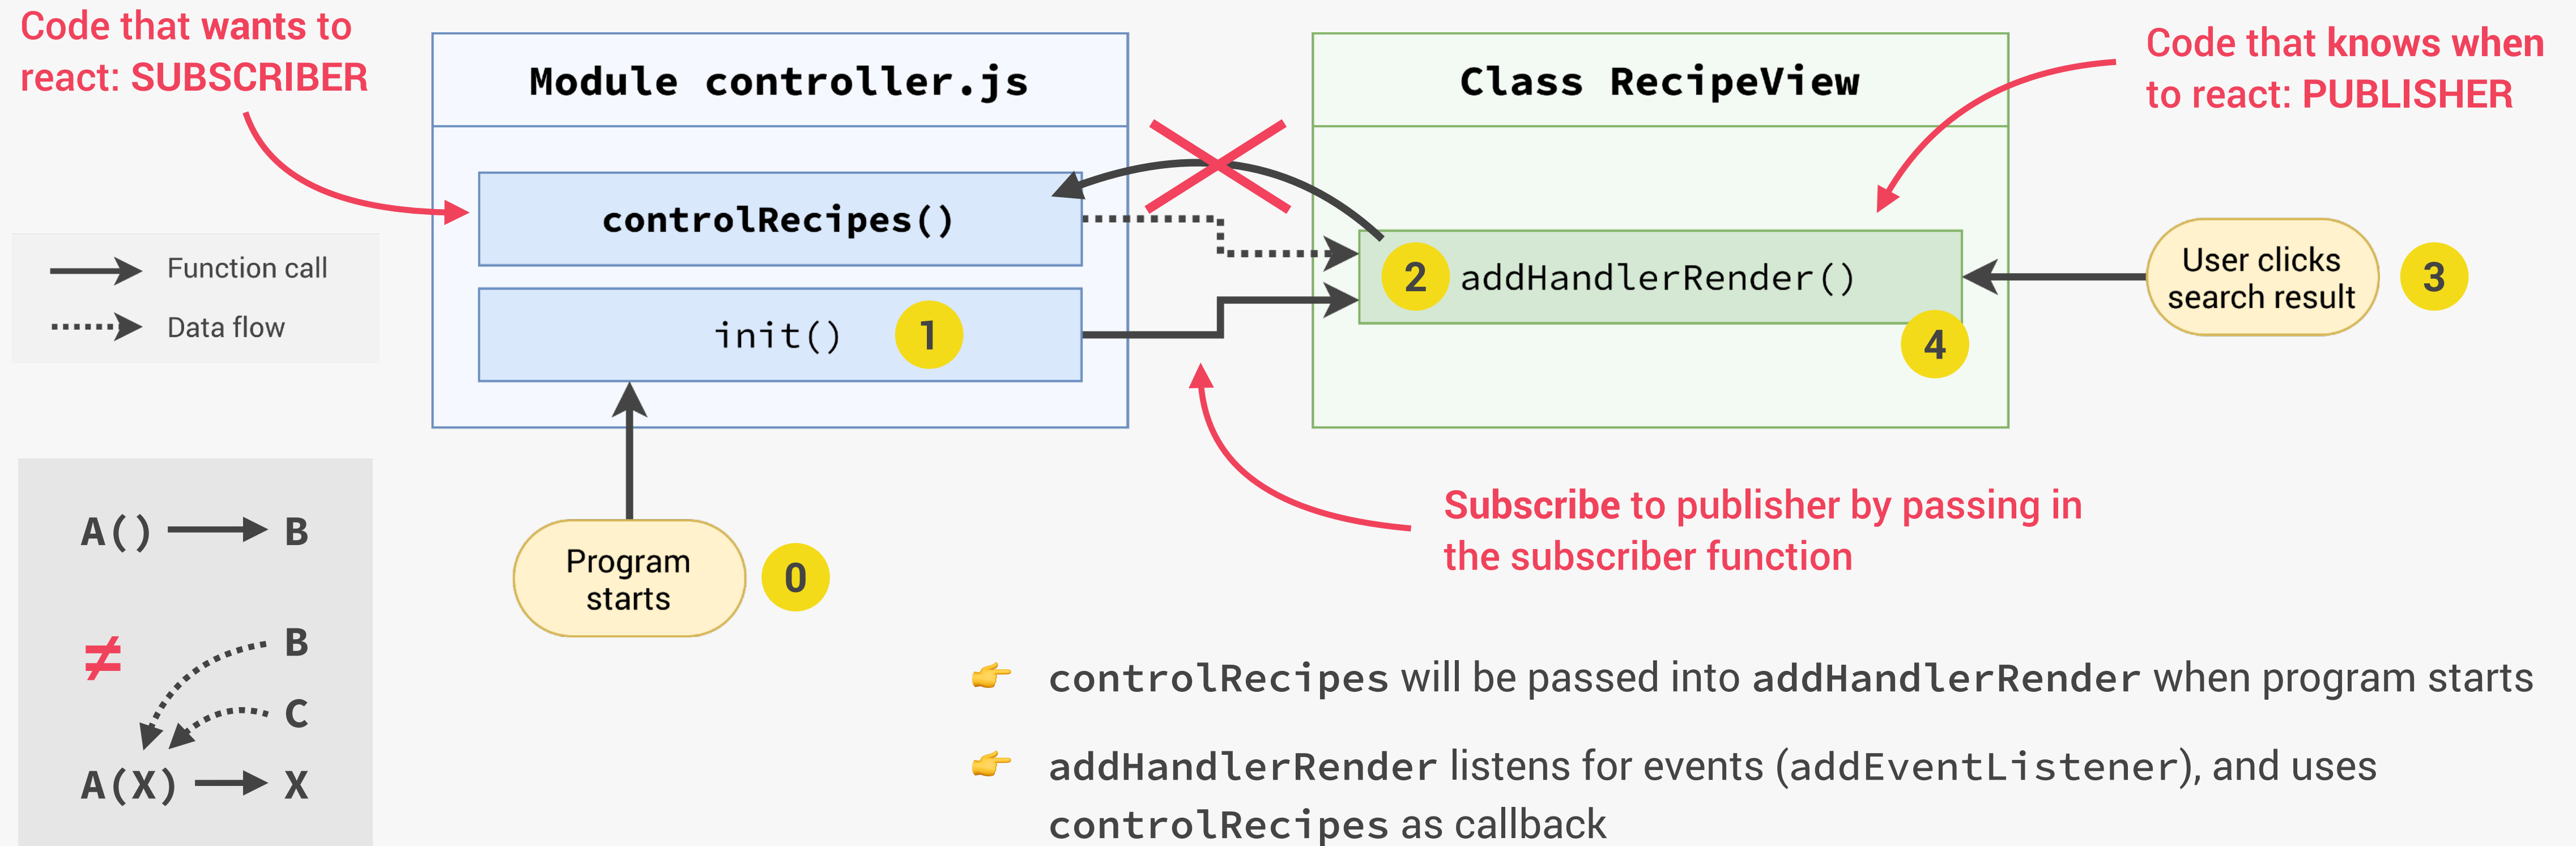 Code that wants to
react: SUBSCRIBER
Module controller.js
Class RecipeView
Code that knows when
to react: PUBLISHER
controlRecipes()
Function call
Data flow
init()
1
2
addHandlerRender()
4
User clicks
search result
3
A() B
≠
B
C
A(X) X
Program
starts
0
Subscribe to publisher by passing in
the subscriber function
👉 controlRecipes will be passed into addHandlerRender when program starts
👉 addHandlerRender listens for events (addEventListener), and uses
controlRecipes as callback